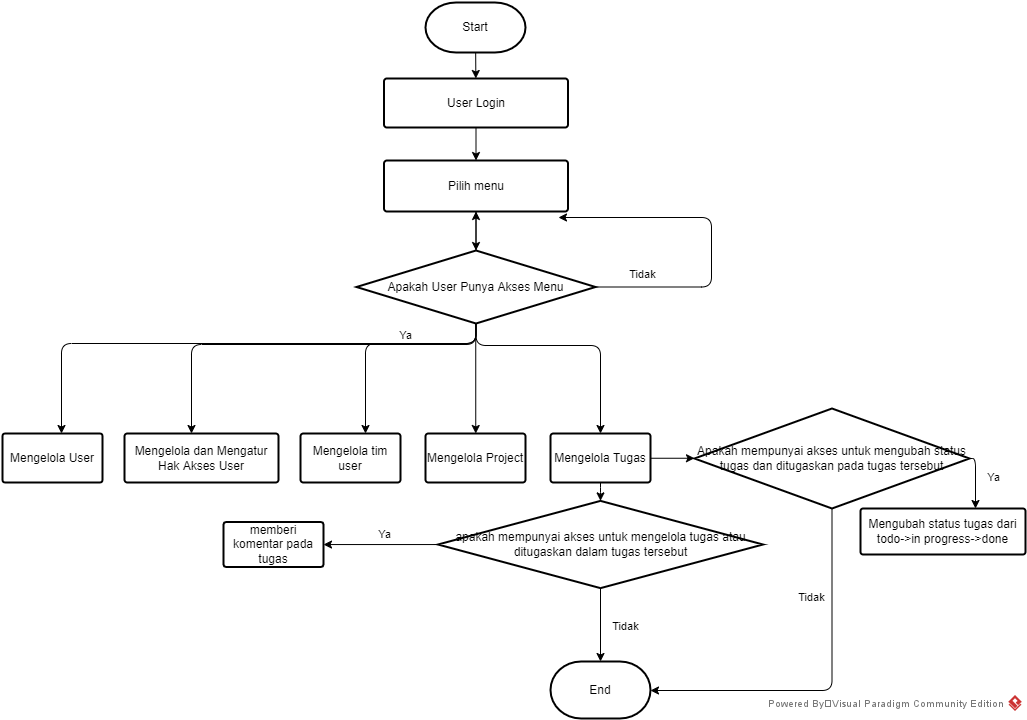 Start
User Login
Pilih menu
Tidak
Apakah User Punya Akses Menu
Ya
Mengelola User
Mengelola dan Mengatur
Hak Akses User
Mengelola tim
user
Mengelola Project
Mengelola Tugas
Apakah mempunyai akses untuk mengubah status
tugas dan ditugaskan pada tugas tersebut
Ya
Mengubah status tugas dari
todo->in progress->done
memberi
komentar pada
tugas
Ya
apakah mempunyai akses untuk mengelola tugas atau
ditugaskan dalam tugas tersebut
Tidak
Tidak
End
Powered By Visual Paradigm Community Edition